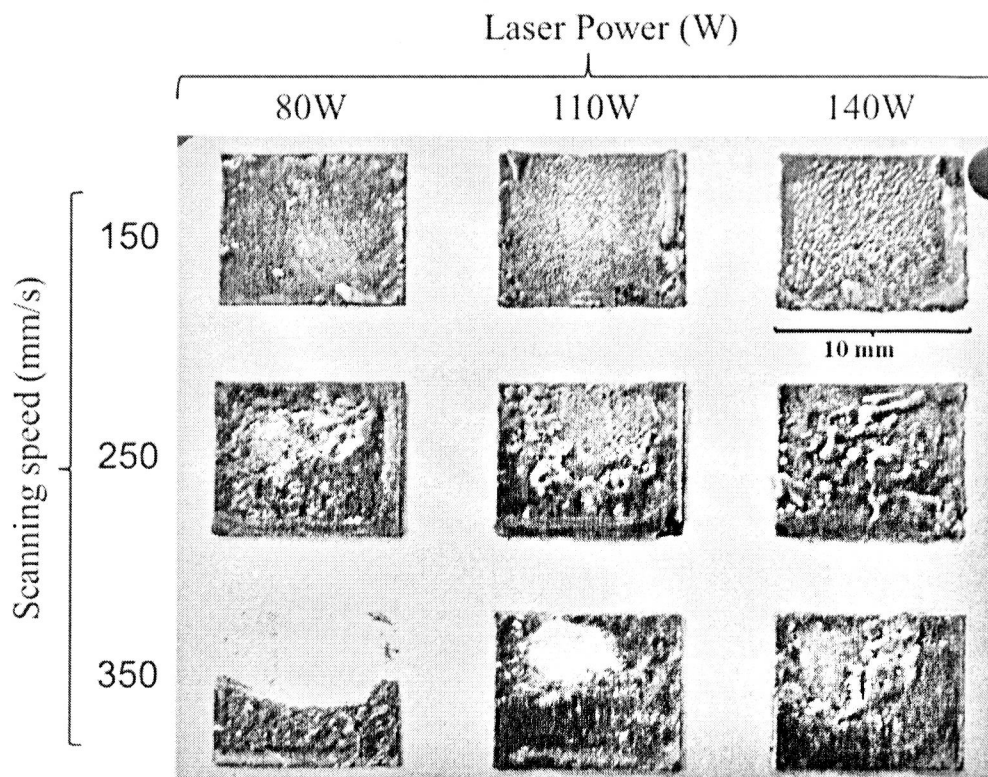 Laser Power (W)
80W 110W 140W
150
10 mm
250
Scanning speed (mm/s)
350